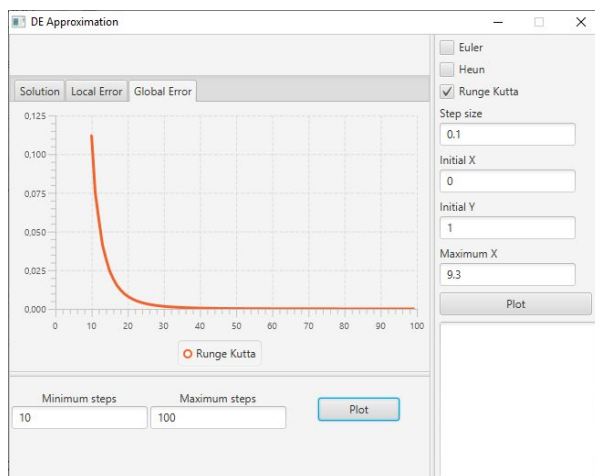 DE Approximation
Euler
Heun
Runge Kutta
Step size
0.1
Initial X
0
Initial Y
1
Maximum X
9.3
Plot
Solution Local Error Global Error
0,125
0,100
0,075
0,050
0,025
0,000
0 10 20 30 40 50 60 70 80 90 100
Runge Kutta
Minimum steps Maximum steps
10 100 Plot